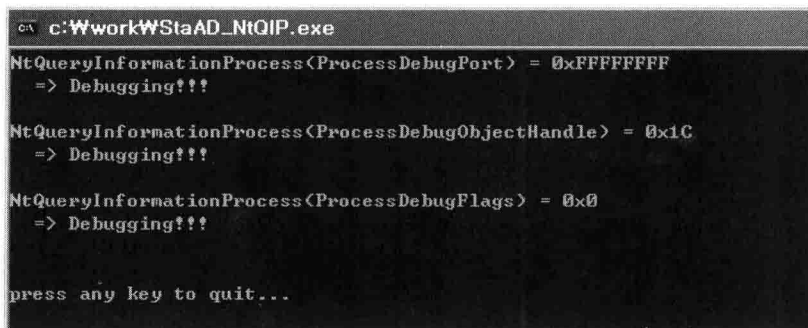 c:₩work₩StaAD_NtQIP.exe
NtQueryInformationProcess(ProcessDebugPort) = 0xFFFFFFFF
=> Debugging!!!
NtQueryInformationProcess(ProcessDebugObjectHandle) = 0x1C
=> Debugging!!!
NtQueryInformationProcess(ProcessDebugFlags) = 0x0
=> Debugging!!!
press any key to quit...